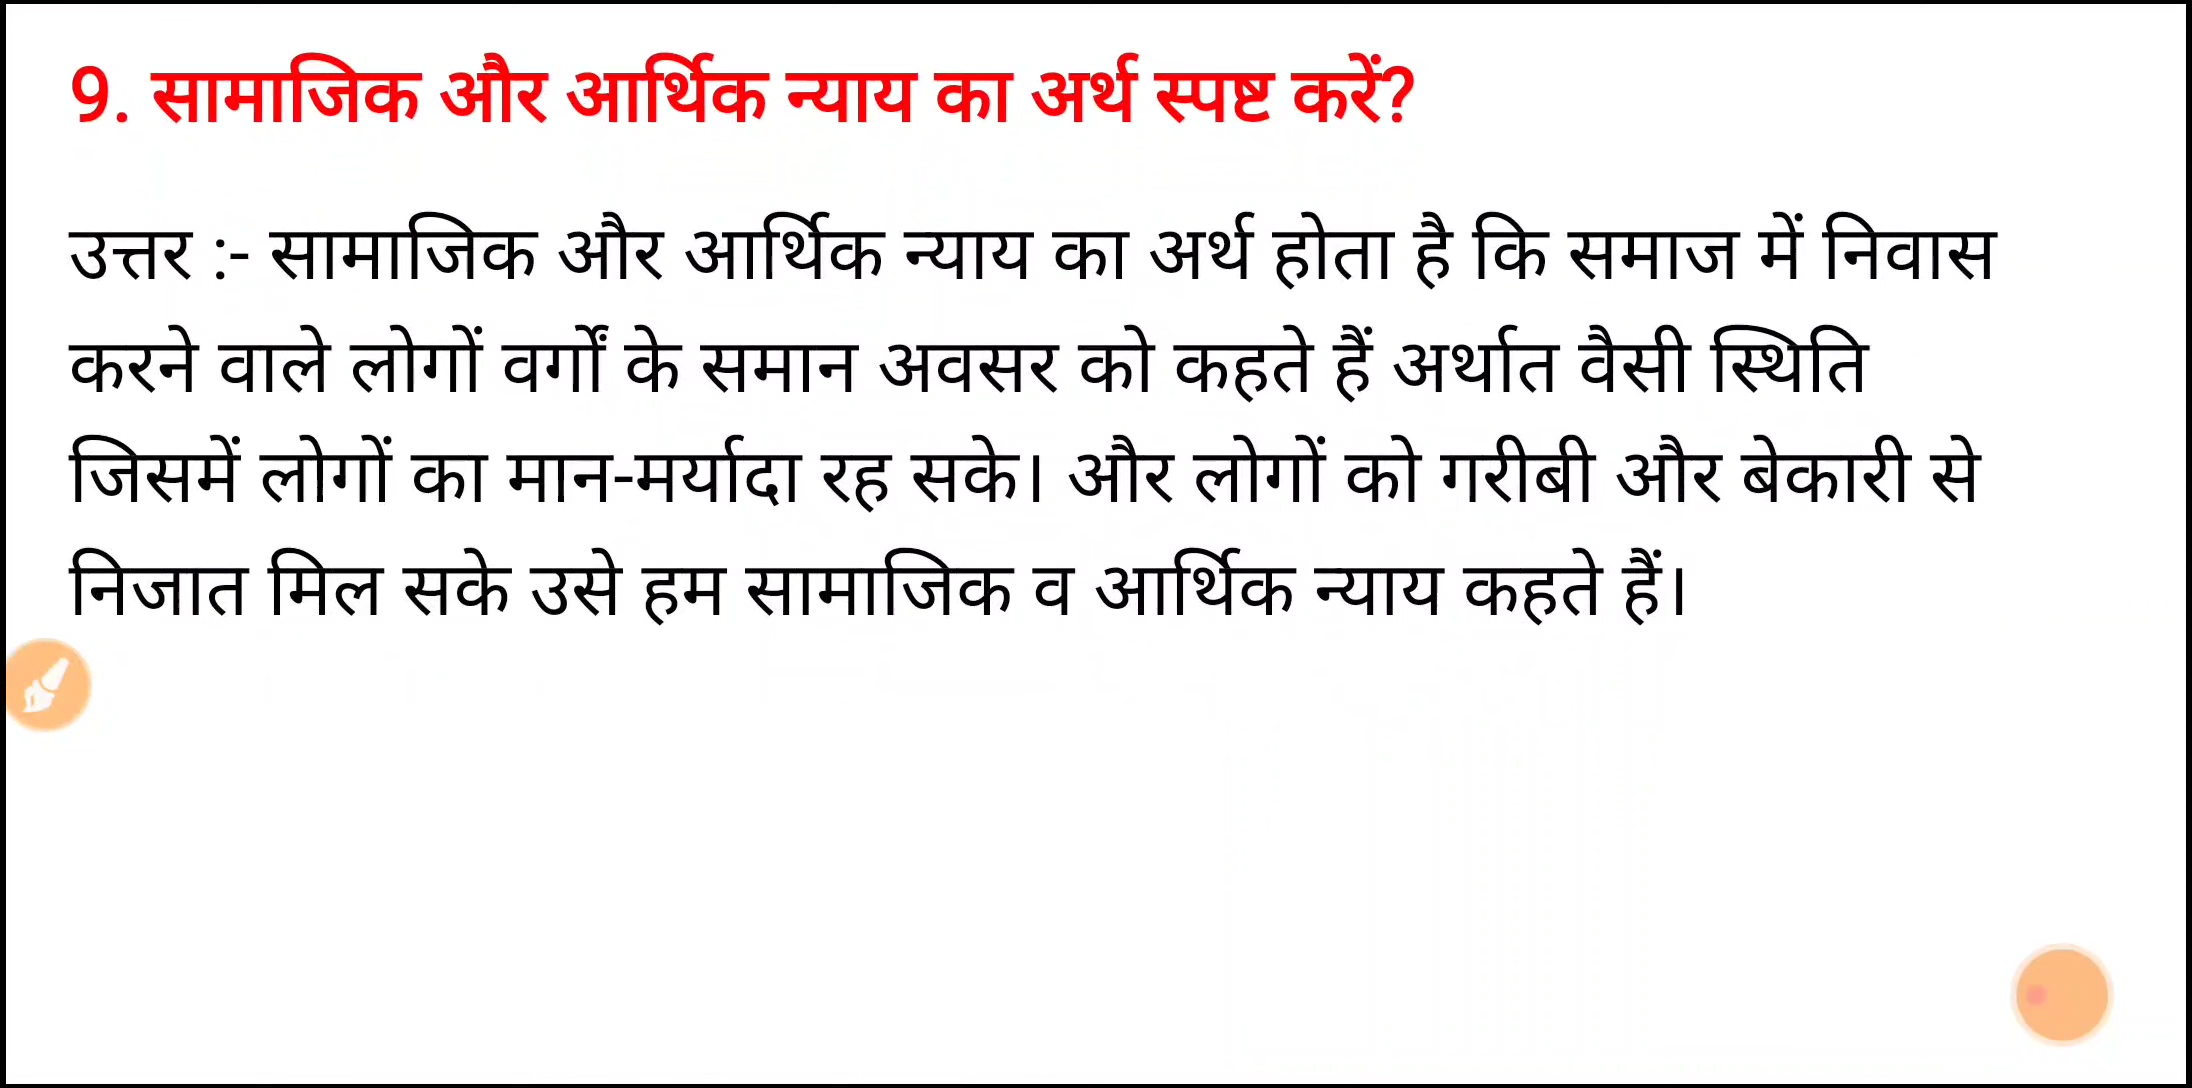 9. सामाजिक और आर्थिक न्याय का अर्थ स्पष्ट करें?
उत्तर :- सामाजिक और आर्थिक न्याय का अर्थ होता है कि समाज में निवास
करने वाले लोगों वर्गों के समान अवसर को कहते हैं अर्थात वैसी स्थिति
जिसमें लोगों का मान-मर्यादा रह सके। और लोगों को गरीबी और बेकारी से
निजात मिल सके उसे हम सामाजिक व आर्थिक न्याय कहते हैं।